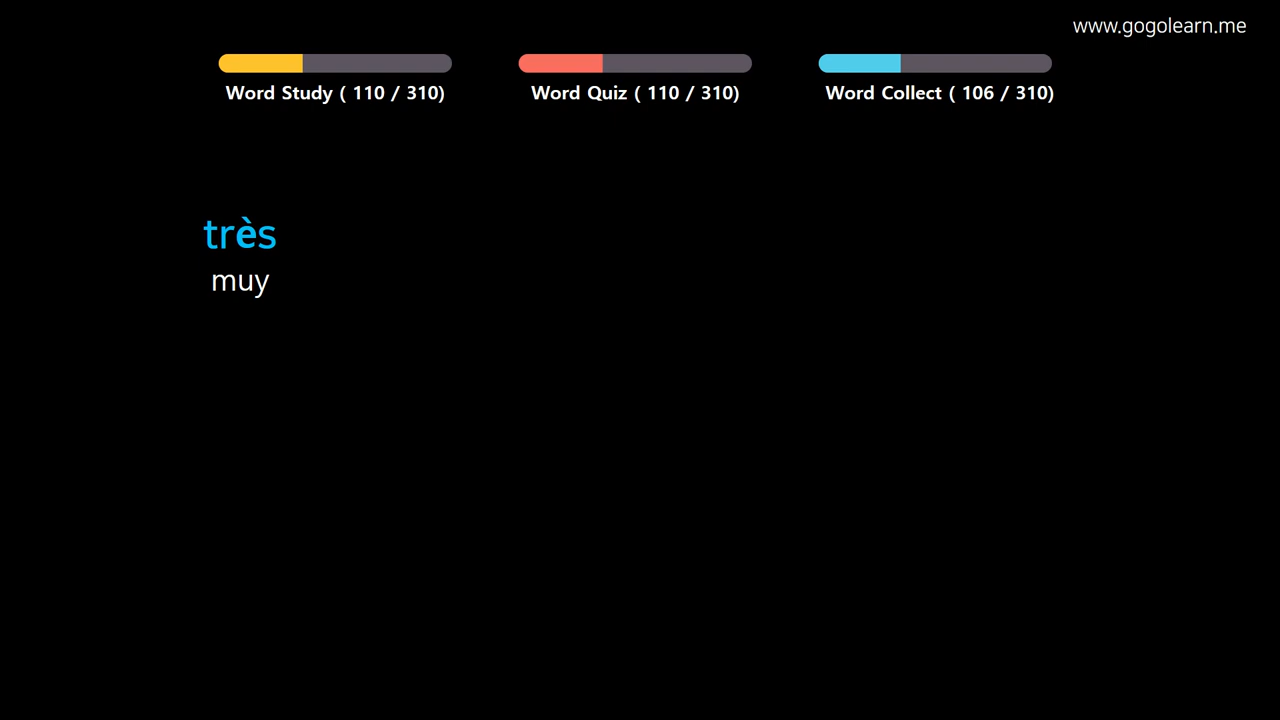 www.gogolearn.me
Word Study ( 110 / 310)
Word Quiz ( 110 / 310)
Word Collect ( 106 / 310)
très
muy